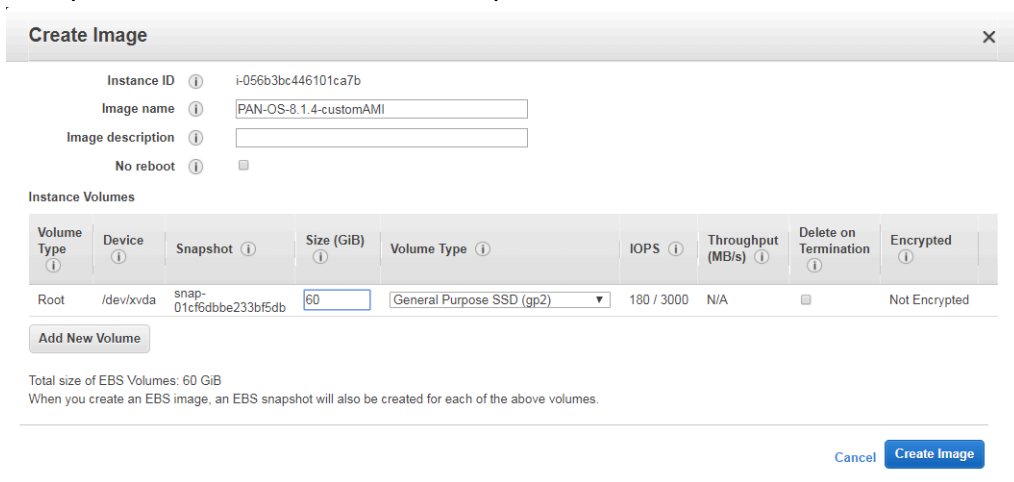 Create Image
×
Instance ID i i-056b3bc446101ca7b
Image name i PAN-OS-8.1.4-customAMI
Image description i
No reboot i
Instance Volumes
Volume Type i Device i Snapshot i Size (GiB) i Volume Type i IOPS i Throughput (MB/s) i Delete on Termination i Encrypted i
Root /dev/xvda snap-01cf6dbbe233bf5db 60 General Purpose SSD (gp2) 180 / 3000 N/A Not Encrypted
Add New Volume
Total size of EBS Volumes: 60 GiB
When you create an EBS image, an EBS snapshot will also be created for each of the above volumes.
Cancel Create Image